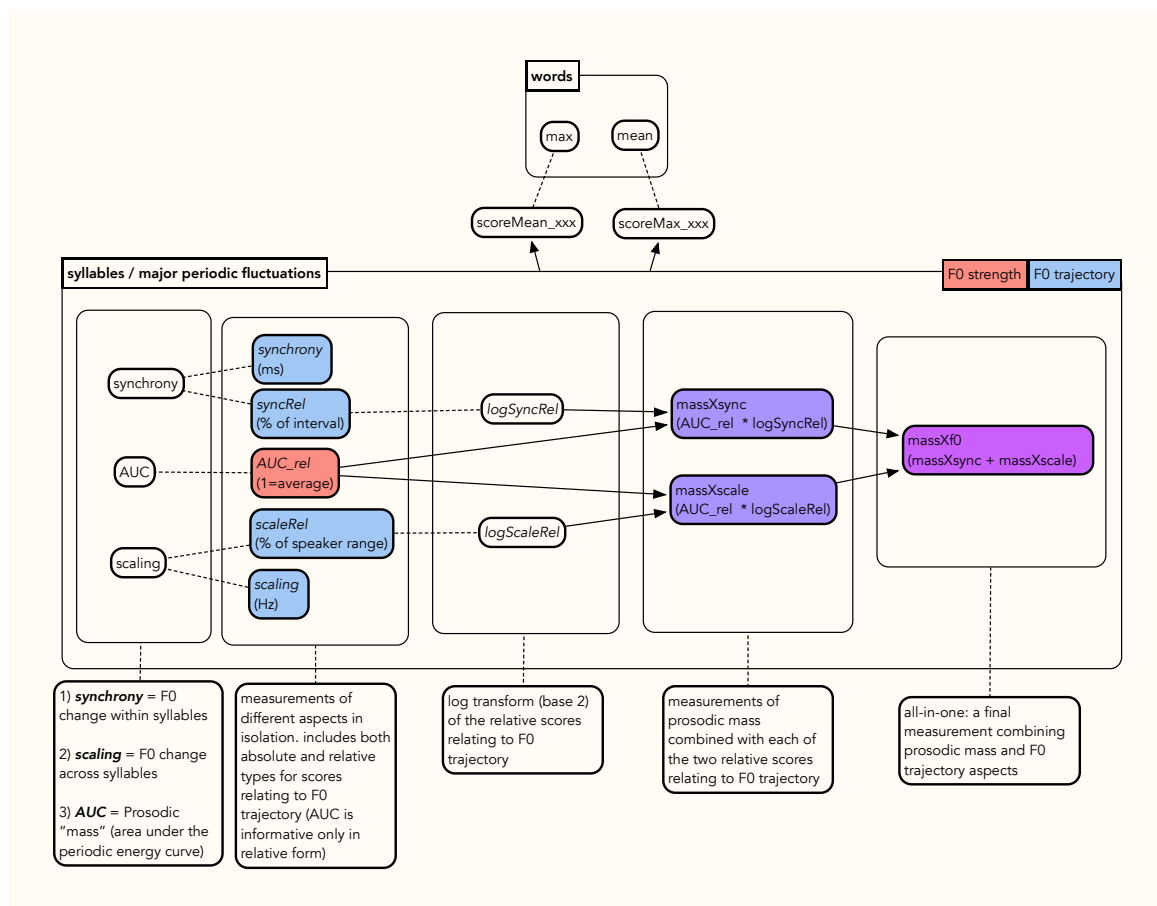 words
max
mean
scoreMean_xxx
scoreMax_xxx
syllables / major periodic fluctuations
F0 strength
F0 trajectory
synchrony
AUC
scaling
synchrony
(ms)
syncRel
(% of interval)
AUC_rel
(1=average)
scaleRel
(% of speaker range)
scaling
(Hz)
logSyncRel
logScaleRel
massXsync
(AUC_rel * logSyncRel)
massXscale
(AUC_rel * logScaleRel)
massXf0
(massXsync + massXscale)
1) synchrony = F0
change within syllables
2) scaling = F0 change
across syllables
3) AUC = Prosodic
“mass” (area under the
periodic energy curve)
measurements of
different aspects in
isolation. includes both
absolute and relative
types for scores
relating to F0
trajectory (AUC is
informative only in
relative form)
log transform (base 2)
of the relative scores
relating to F0
trajectory
measurements of
prosodic mass
combined with each of
the two relative scores
relating to F0 trajectory
all-in-one: a final
measurement combining
prosodic mass and F0
trajectory aspects